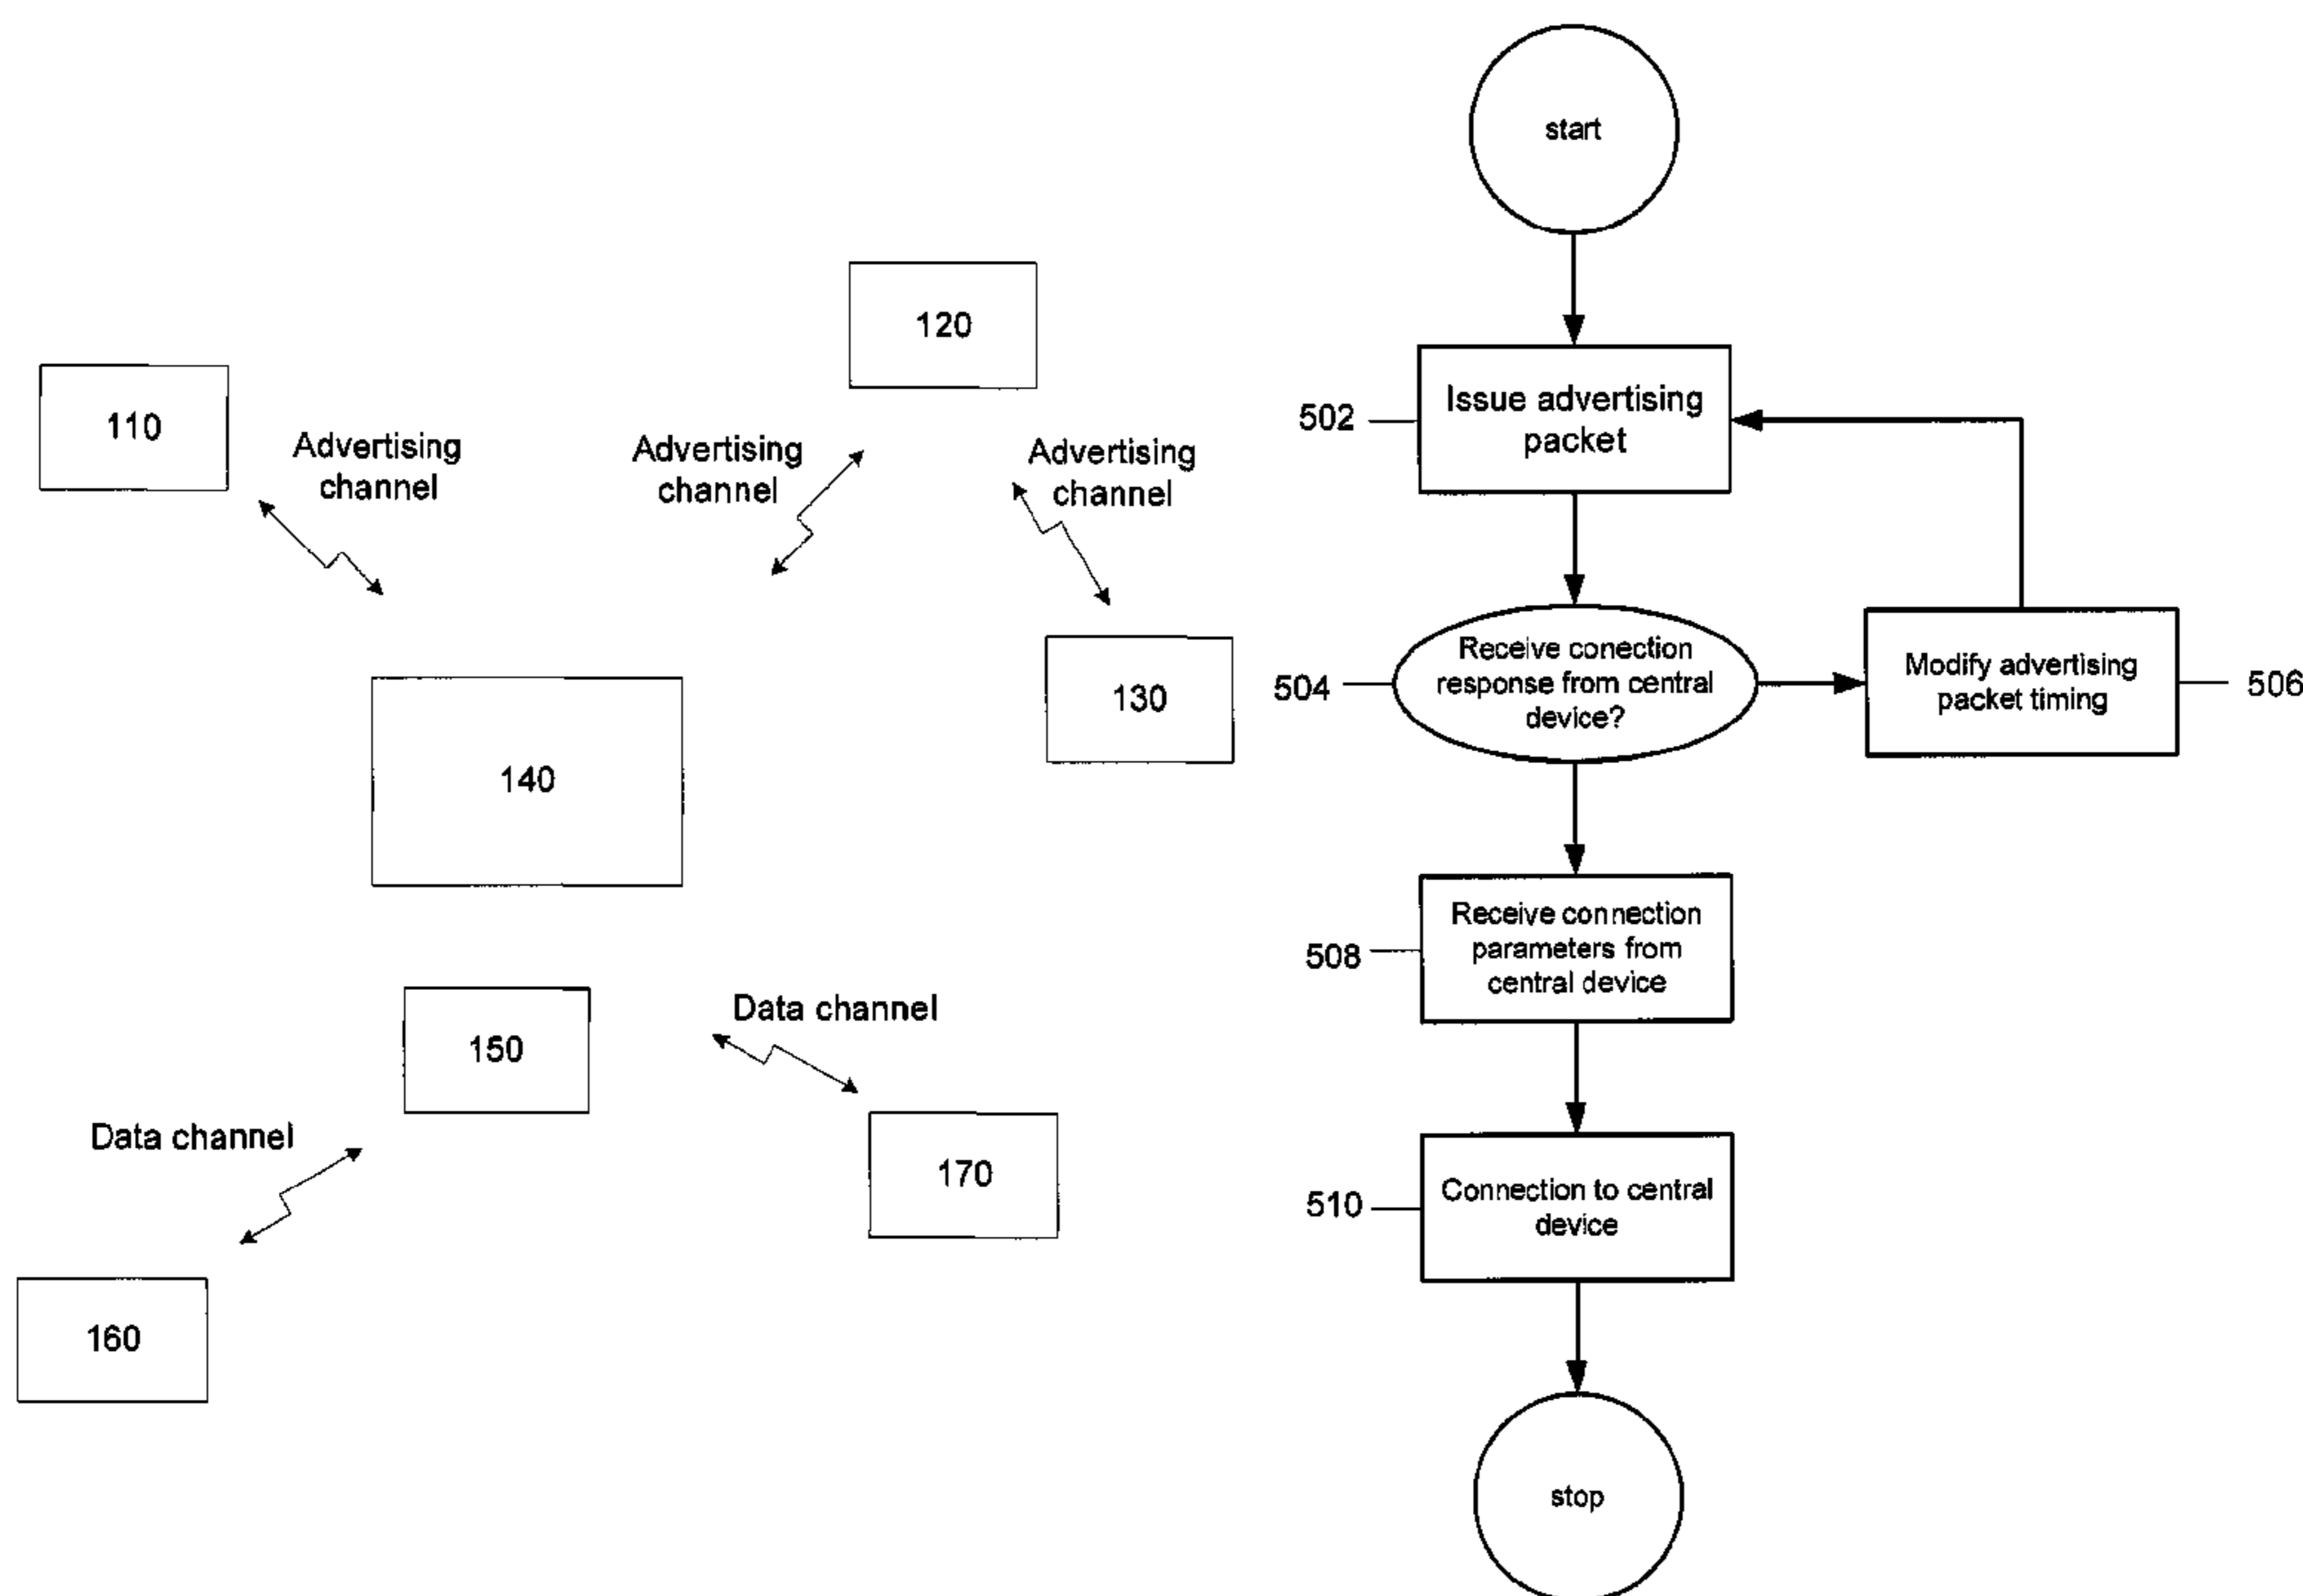 120
110
Advertising
channel
Advertising
channel
Advertising
channel
130
140
150
Data channel
Data channel
170
160
start
502
Issue advertising
packet
504
Receive conection
response from central
device?
Modify advertising
packet timing
506
508
Receive connection
parameters from
central device
510
Connection to central
device
stop